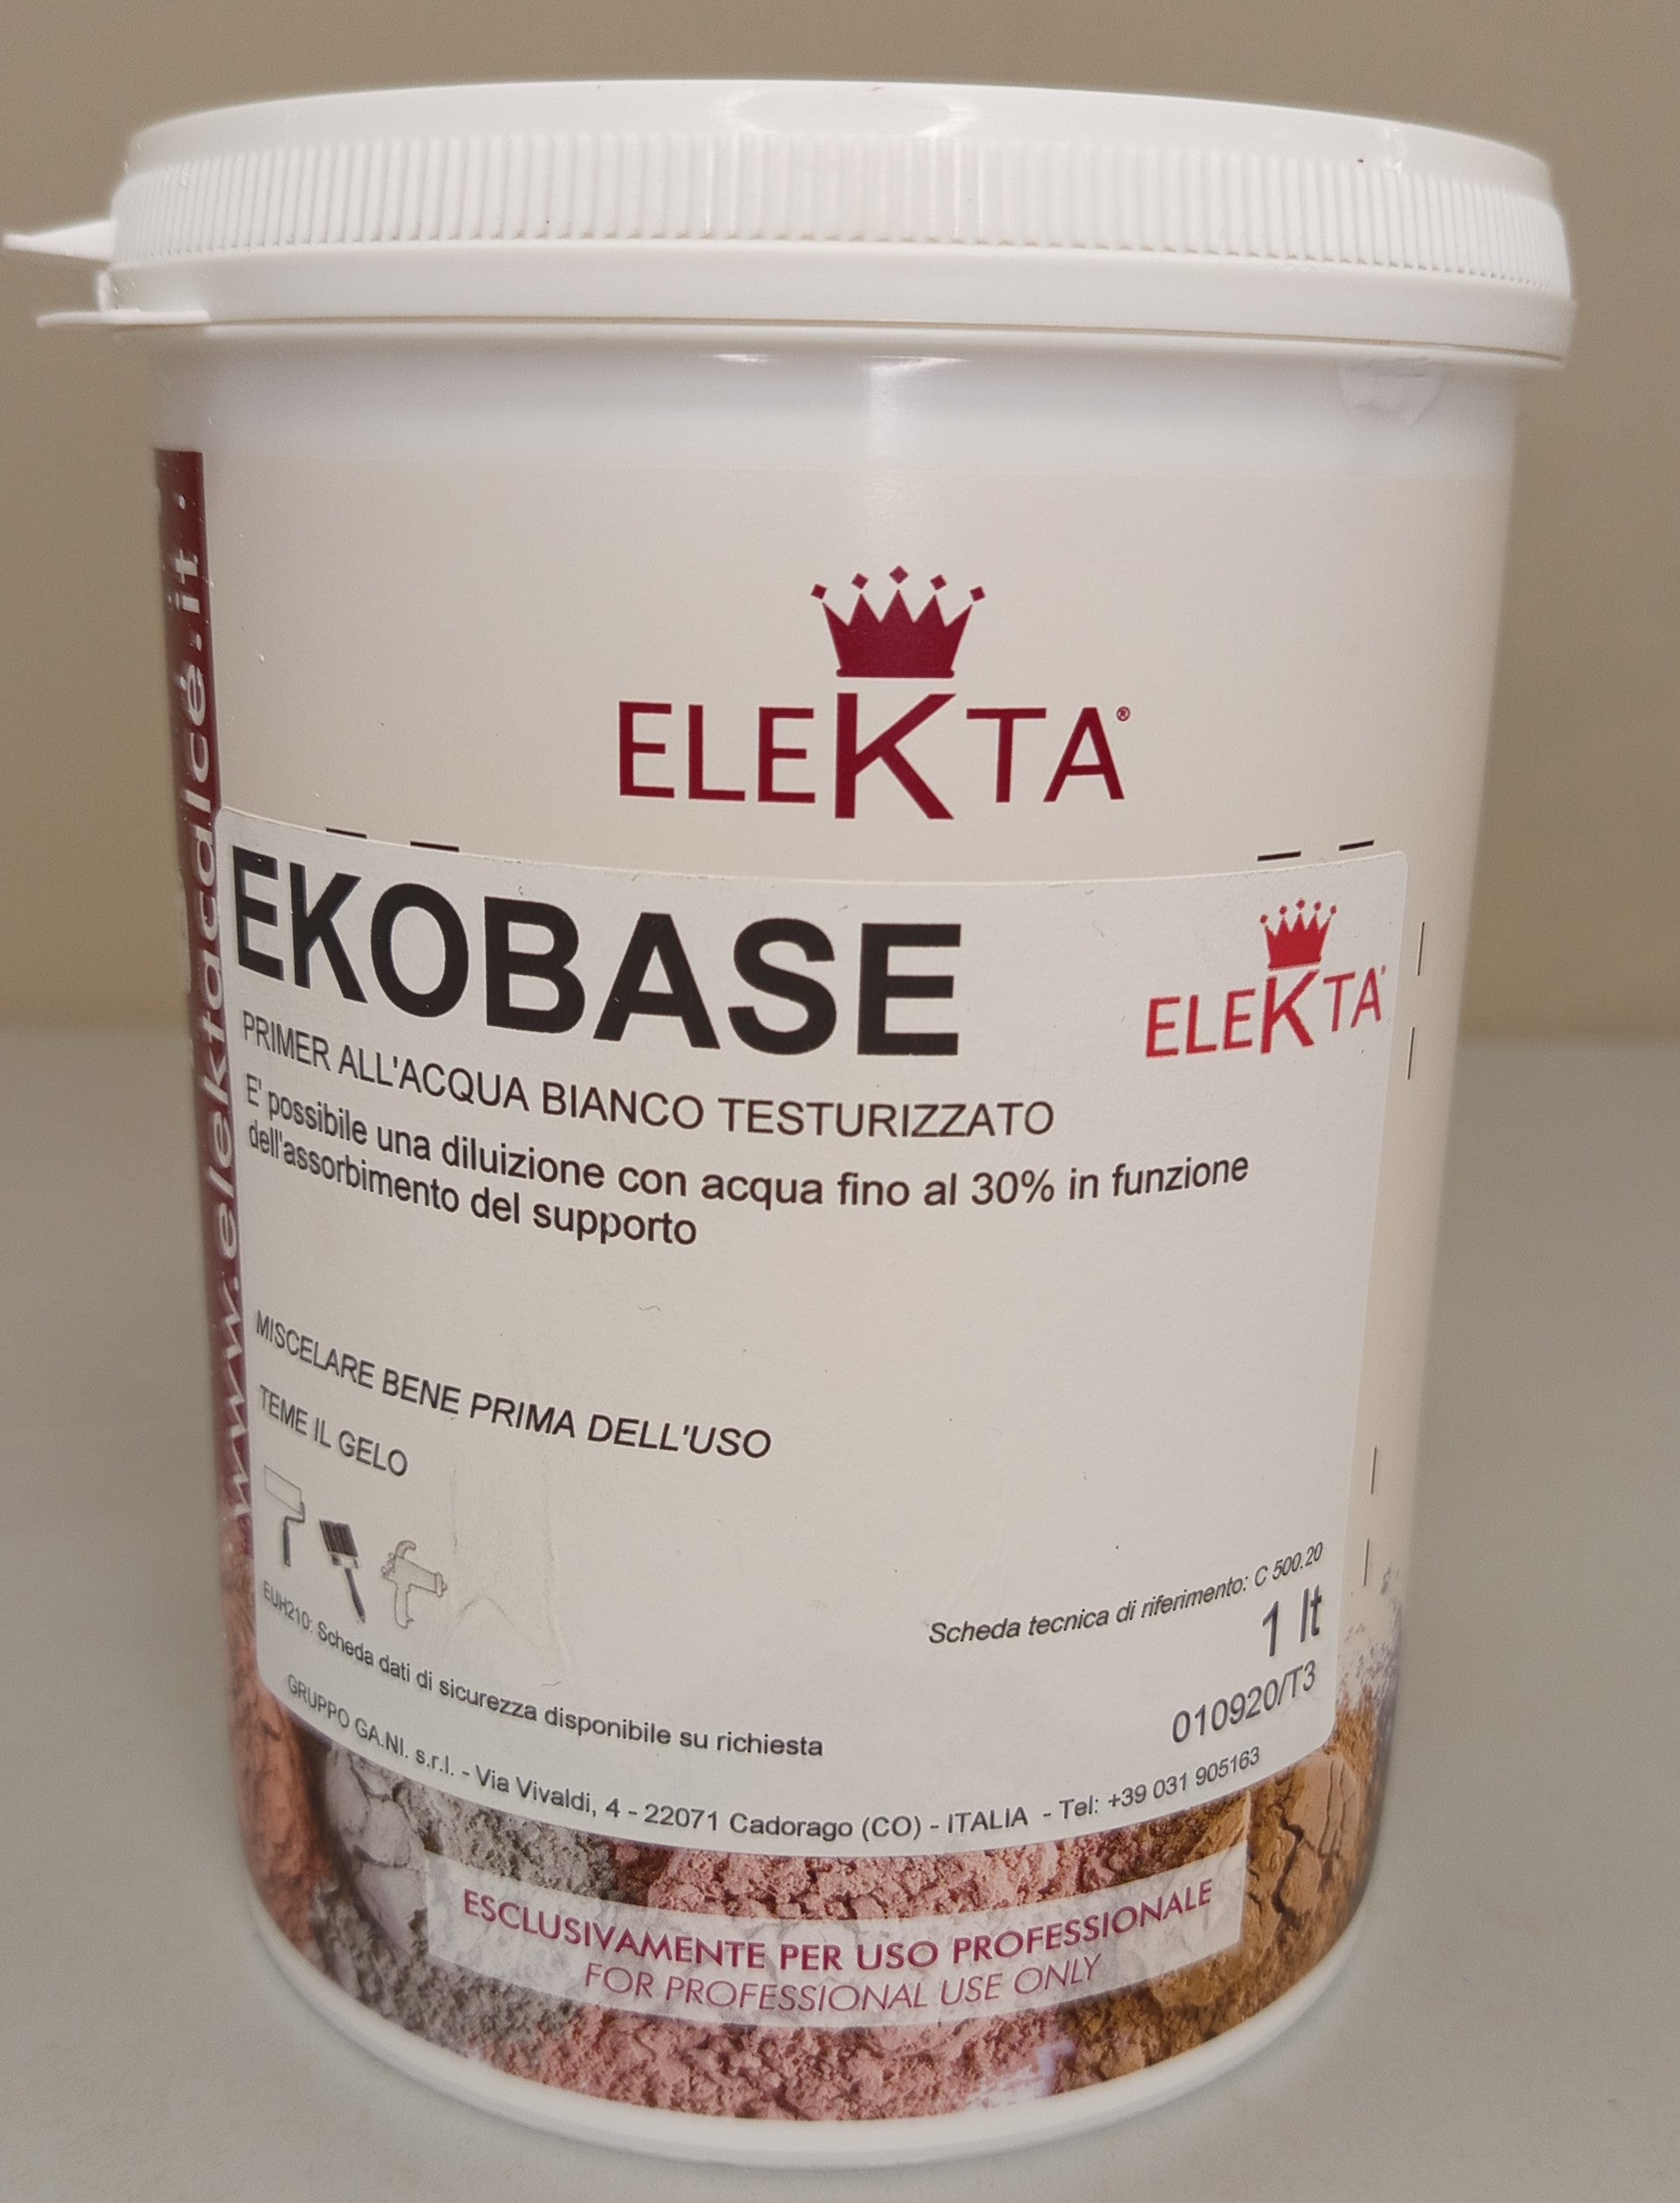 ELEKTA®
www.elektacalce.it
EKOBASE
ELEKTA
PRIMER ALL'ACQUA BIANCO TESTURIZZATO
E' possibile una diluizione con acqua fino al 30% in funzione
dell'assorbimento del supporto
MISCELARE BENE PRIMA DELL'USO
TEME IL GELO
Scheda tecnica di riferimento: C 500.20
1 lt
EUH210: Scheda dati di sicurezza disponibile su richiesta
010920/T3
GRUPPO GA.NI. s.r.l. - Via Vivaldi, 4 - 22071 Cadorago (CO) - ITALIA - Tel: +39 031 905163
ESCLUSIVAMENTE PER USO PROFESSIONALE
FOR PROFESSIONAL USE ONLY